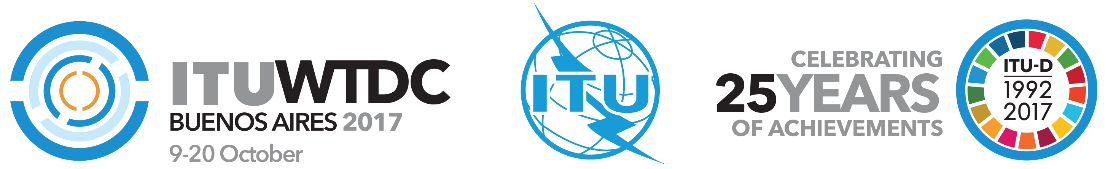 ITUWTDC
BUENOS AIRES 2017
9-20 October
ITU
CELEBRATING
25YEARS
OF ACHIEVEMENTS
ITU-D
1992
2017